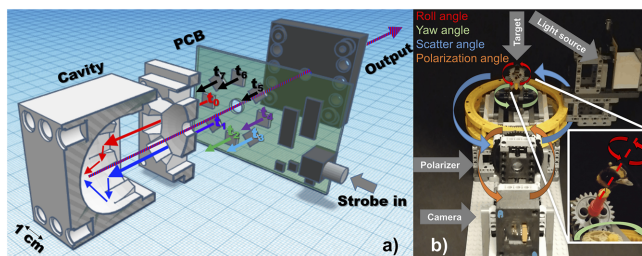 Cavity
PCB
Output
t7
t6
t5
t0
Strobe in
1 cm
a)
Roll angle
Yaw angle
Scatter angle
Polarization angle
Target
Light source
Polarizer
Camera
b)